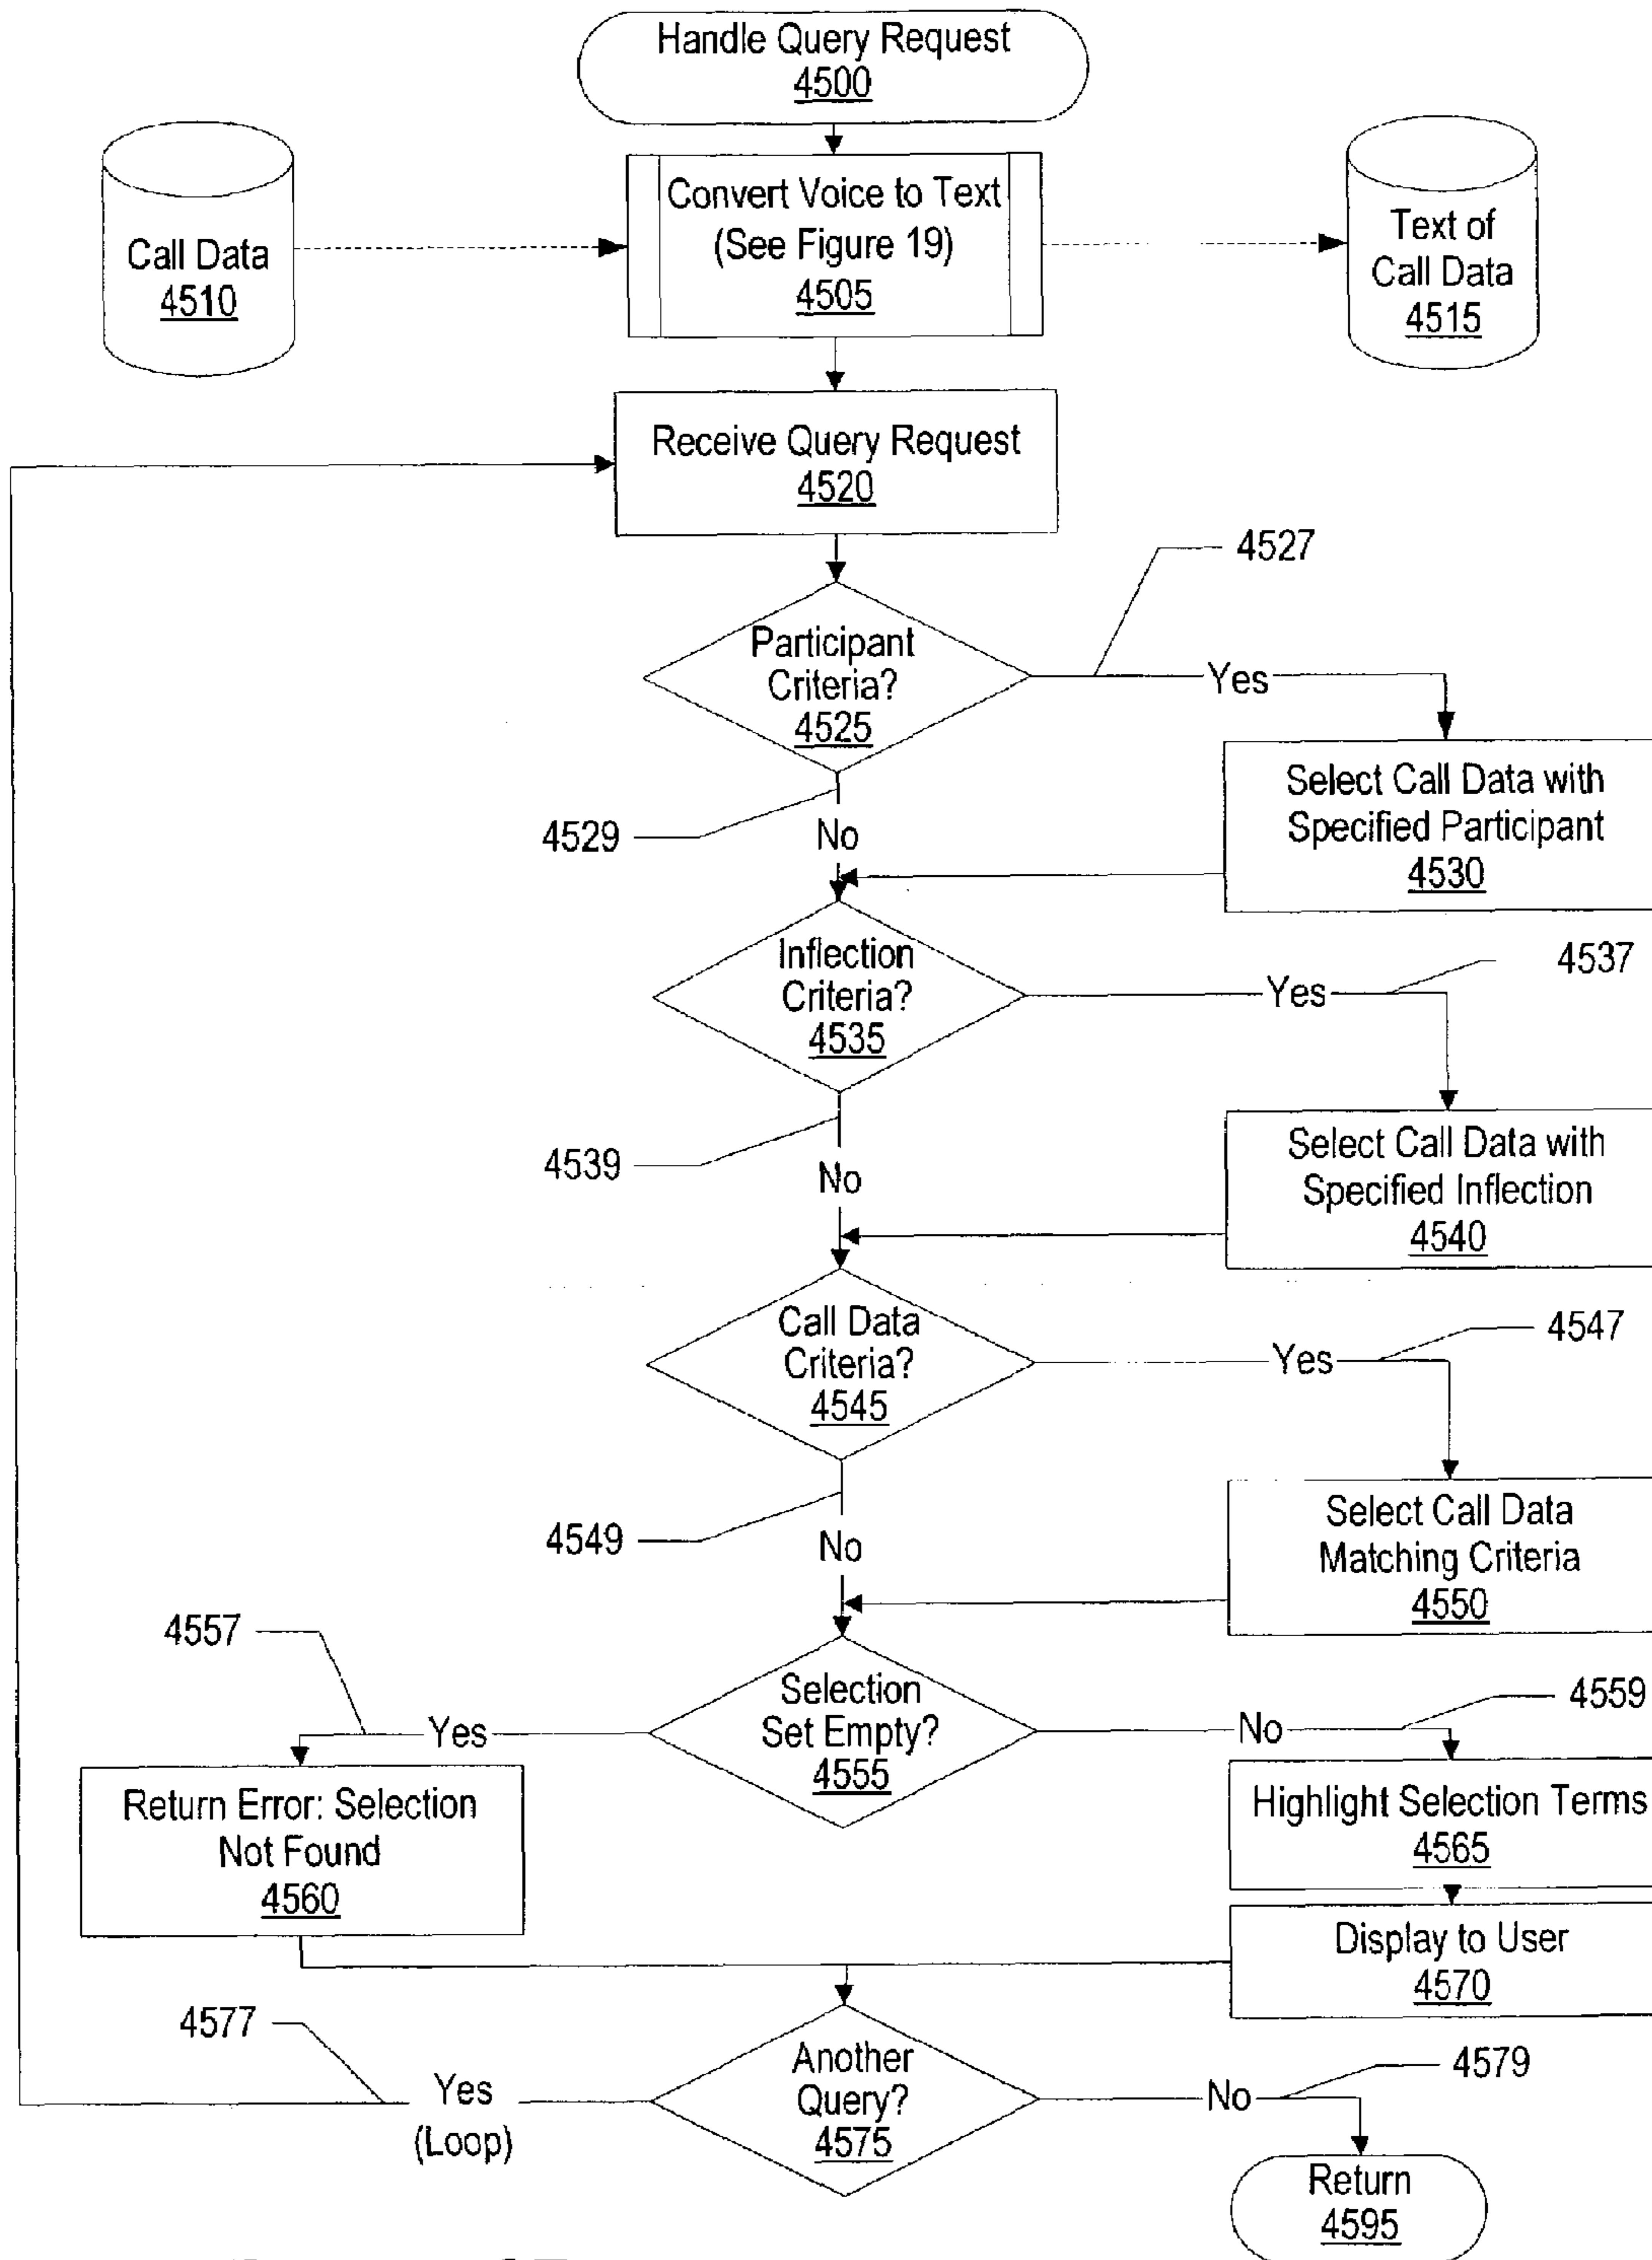 Handle Query Request
4500
Call Data
4510
Convert Voice to Text
(See Figure 19)
4505
Text of
Call Data
4515
Receive Query Request
4520
4527
Participant
Criteria?
4525
Yes
4529
No
Select Call Data with
Specified Participant
4530
Inflection
Criteria?
4535
Yes
4537
4539
No
Select Call Data with
Specified Inflection
4540
Call Data
Criteria?
4545
Yes
4547
4549
No
Select Call Data
Matching Criteria
4550
4557
Yes
Selection
Set Empty?
4555
No
4559
Return Error: Selection
Not Found
4560
Highlight Selection Terms
4565
Display to User
4570
4577
Yes
(Loop)
Another
Query?
4575
No
4579
Return
4595